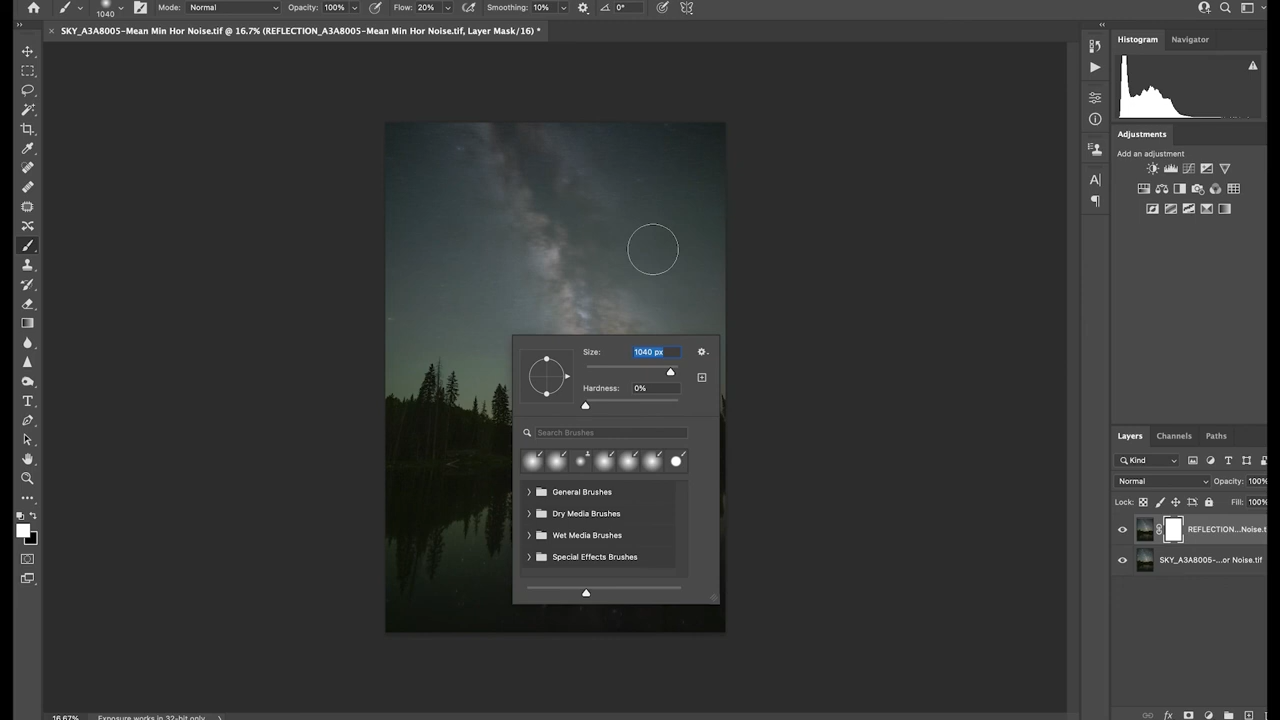 1040 Mode: Normal Opacity: 100% Flow: 20% Smoothing: 10% 0°
SKY_A3A8005-Mean Min Hor Noise.tif @ 16.7% (REFLECTION_A3A8005-Mean Min Hor Noise.tif, Layer Mask/16) *
Histogram Navigator
Adjustments
Add an adjustment
Size: 1040 px
Hardness: 0%
Search Brushes
General Brushes
Dry Media Brushes
Wet Media Brushes
Special Effects Brushes
Layers Channels Paths
Kind
Normal Opacity: 100%
Lock: Fill: 100%
REFLECTION...Noise.t
SKY_A3A8005-...or Noise.tif
16.67% Exposure works in 32-bit only